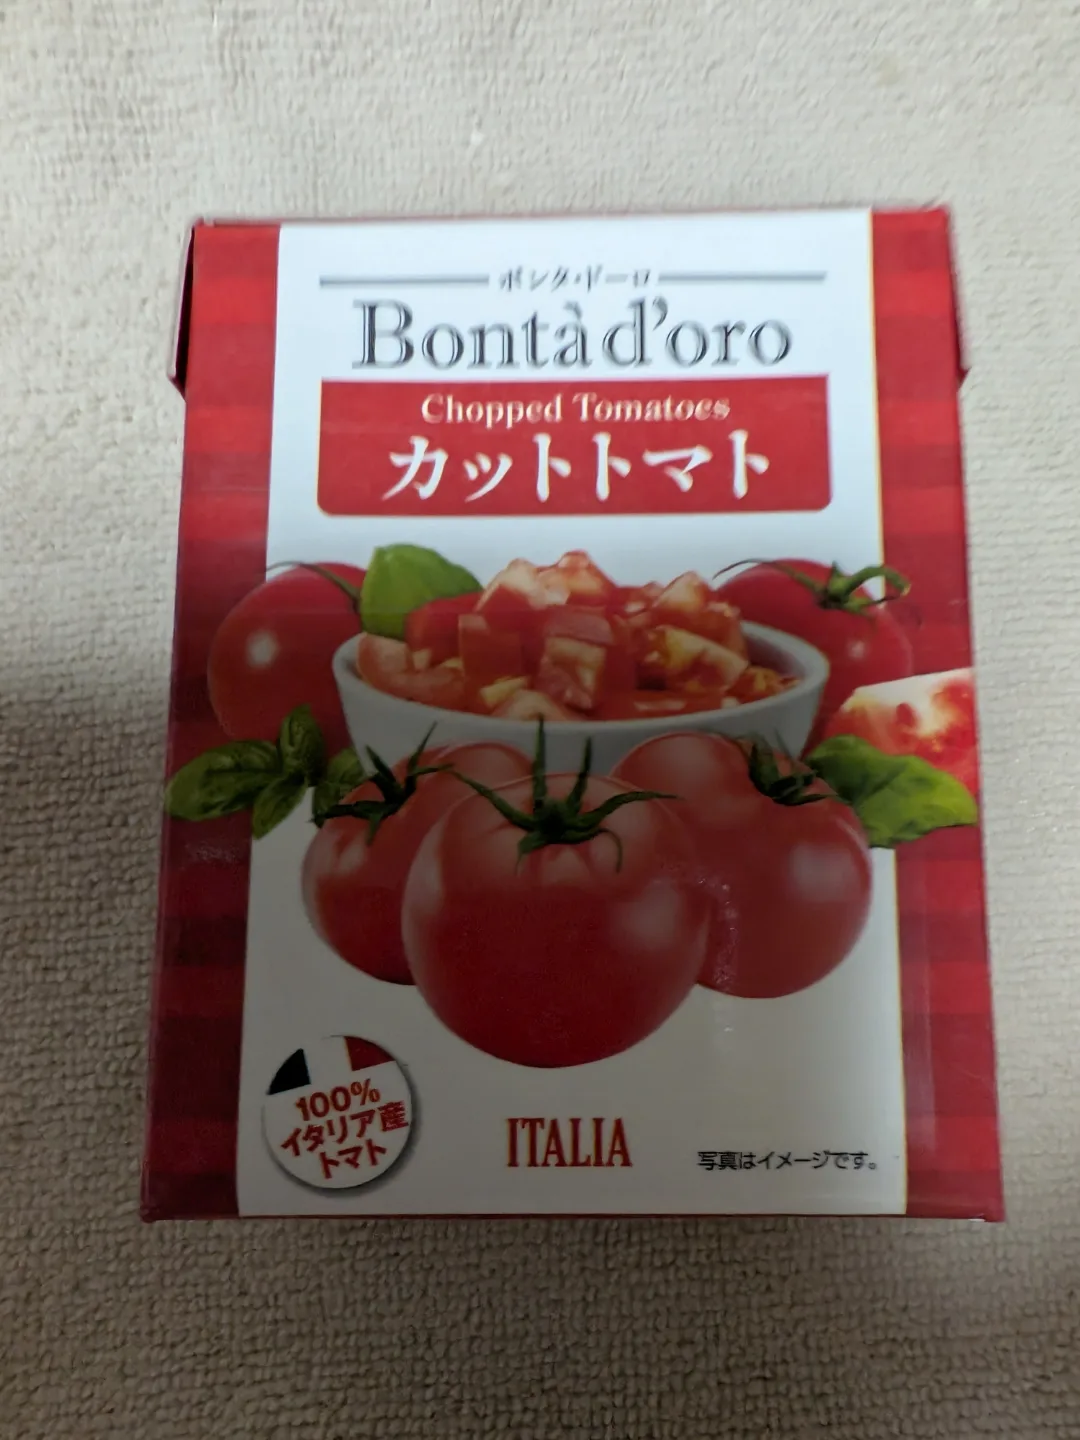 ボンタ・ドーロ
Bontà d'oro
Chopped Tomatoes
カットトマト
100%
イタリア産
トマト
ITALIA
写真はイメージです。